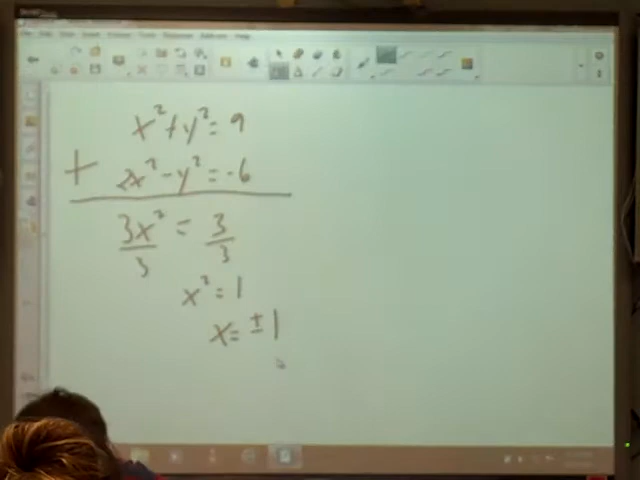 x² + y² = 9
+ 2x² - y² = -6
3x² = 3
3 3
x² = 1
x = ± 1